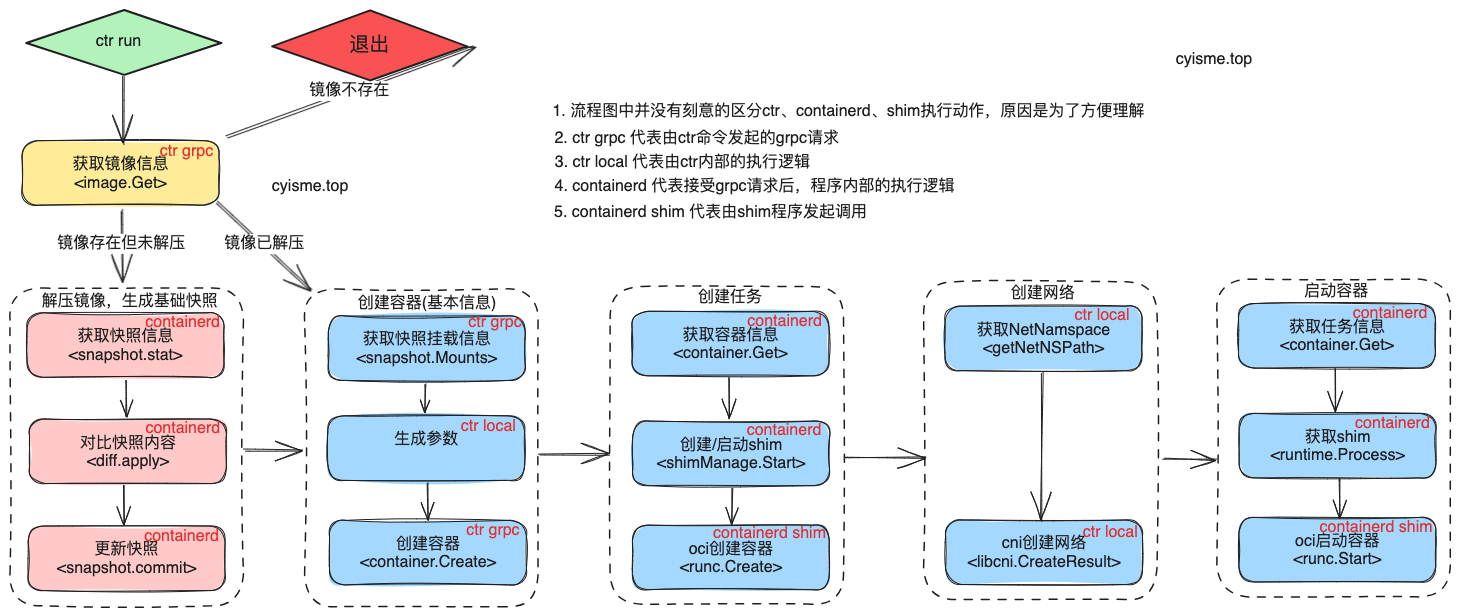 ctr run
退出
cyisme.top
镜像不存在
1. 流程图中并没有刻意的区分ctr、containerd、shim执行动作，原因是为了方便理解
2. ctr grpc 代表由ctr命令发起的grpc请求
3. ctr local 代表由ctr内部的执行逻辑
4. containerd 代表接受grpc请求后，程序内部的执行逻辑
5. containerd shim 代表由shim程序发起调用
ctr grpc
获取镜像信息
<image.Get>
cyisme.top
镜像存在但未解压
镜像已解压
解压镜像，生成基础快照
containerd
获取快照信息
<snapshot.stat>
containerd
对比快照内容
<diff.apply>
containerd
更新快照
<snapshot.commit>
创建容器(基本信息)
ctr grpc
获取快照挂载信息
<snapshot.Mounts>
ctr local
生成参数
ctr grpc
创建容器
<container.Create>
创建任务
containerd
获取容器信息
<container.Get>
containerd
创建/启动shim
<shimManage.Start>
containerd shim
oci创建容器
<runc.Create>
创建网络
ctr local
获取NetNamspace
<getNetNSPath>
ctr local
cni创建网络
<libcni.CreateResult>
启动容器
containerd
获取任务信息
<container.Get>
containerd
获取shim
<runtime.Process>
containerd shim
oci启动容器
<runc.Start>